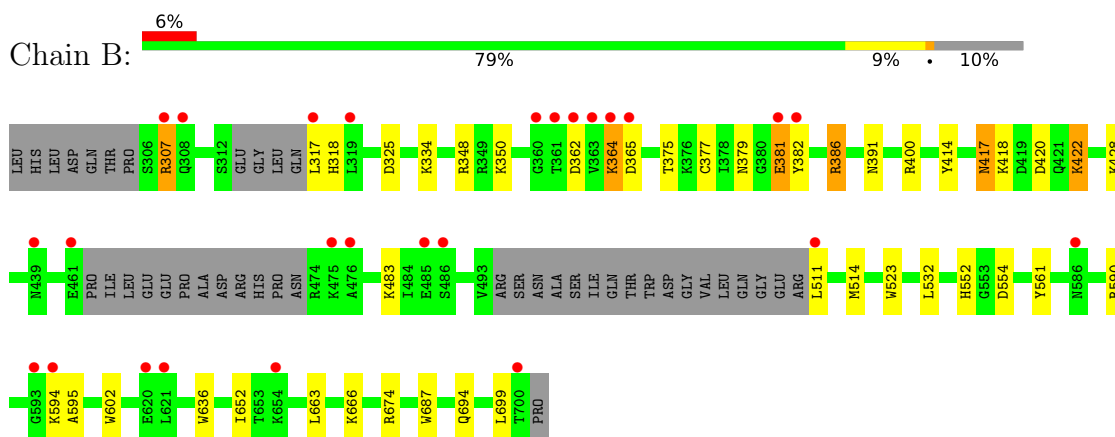 6%
Chain B:
79% 9% • 10%
LEU HIS LEU ASP GLN THR PRO S306 R307 Q308 S312 GLU GLY LEU GLN L317 H318 L319 D325 K334 R348 R349 K350 G360 T361 D362 V363 K364 D365 T375 K376 C377 I378 N379 G380 E381 Y382 R386 N391 R400 Y414 N417 K418 D419 D420 Q421 K422
N439 E461 PRO ILE LEU GLU GLU PRO ALA ASP ARG HIS PRO ASN R474 K475 A476 K483 I484 E485 S486 V493 ARG SER ASN ALA SER ILE GLN THR TRP ASP GLY VAL LEU GLN GLY GLU ARG L511 M514 W523 L532 H552 G553 D554 Y561 N586
G593 K594 A595 W602 E620 L621 W636 I652 T653 K654 L663 K666 R674 W687 Q694 L699 T700 PRO